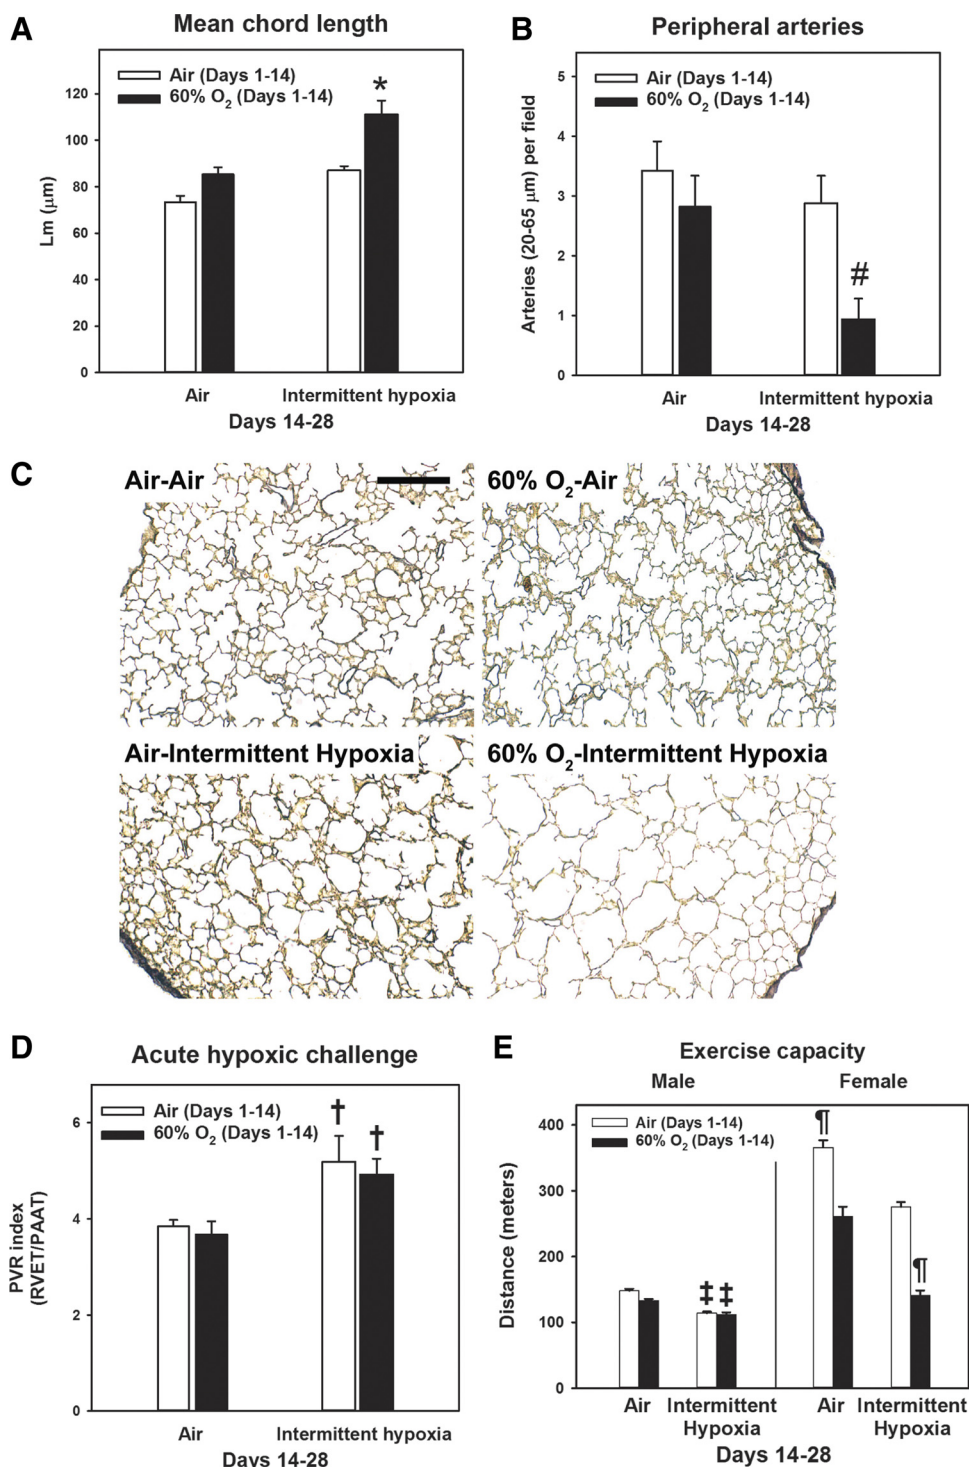 A
Mean chord length
Air (Days 1-14)
60% O2 (Days 1-14)
*
120
100
80
60
40
20
0
Lm (μm)
Air
Intermittent hypoxia
Days 14-28
B
Peripheral arteries
Air (Days 1-14)
60% O2 (Days 1-14)
#
5
4
3
2
1
0
Arteries (20-65 μm) per field
Air
Intermittent hypoxia
Days 14-28
C
Air-Air
60% O2-Air
Air-Intermittent Hypoxia
60% O2-Intermittent Hypoxia
D
Acute hypoxic challenge
Air (Days 1-14)
60% O2 (Days 1-14)
† †
6
4
2
0
PVR index
(RVET/PAAT)
Air
Intermittent hypoxia
Days 14-28
E
Exercise capacity
Male Female
Air (Days 1-14)
60% O2 (Days 1-14)
¶
¶
‡ ‡
400
300
200
100
0
Distance (meters)
Air Intermittent Hypoxia Air Intermittent Hypoxia
Days 14-28